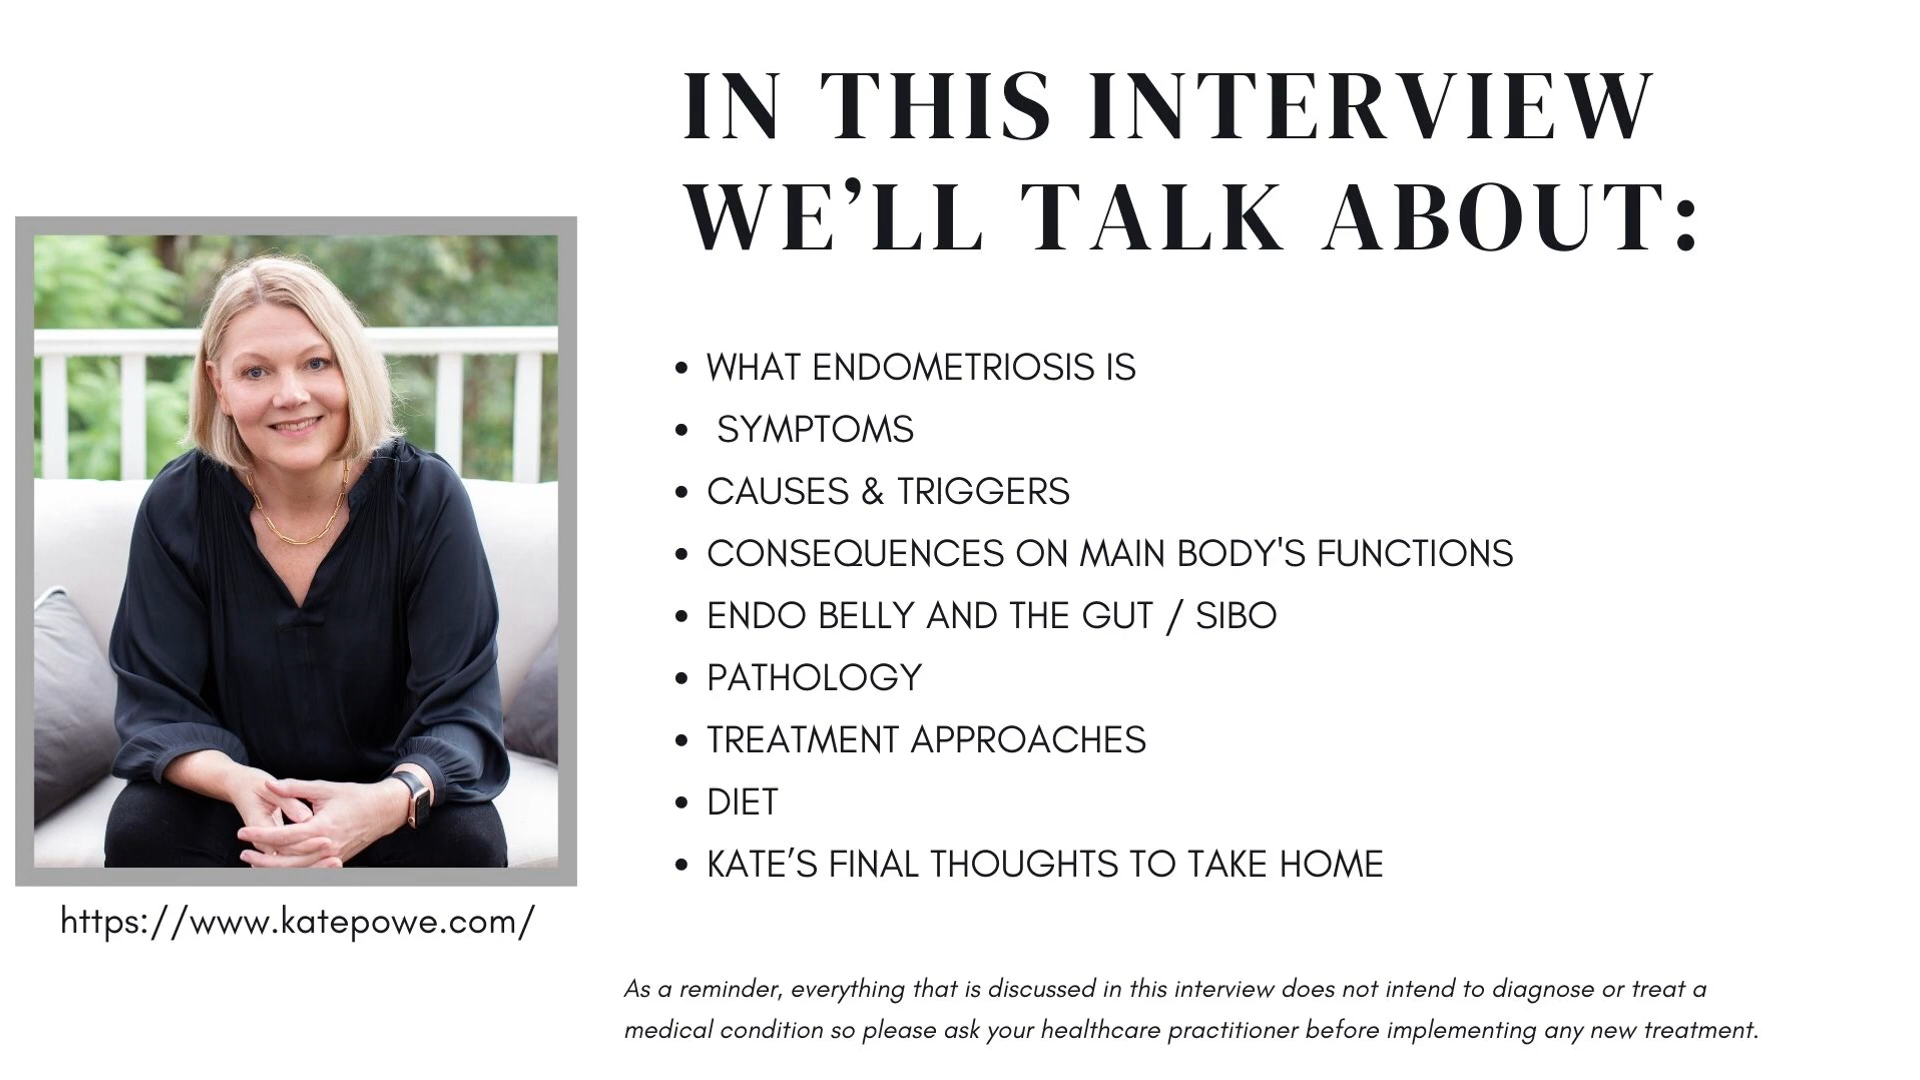 IN THIS INTERVIEW
WE’LL TALK ABOUT:
• WHAT ENDOMETRIOSIS IS
• SYMPTOMS
• CAUSES & TRIGGERS
• CONSEQUENCES ON MAIN BODY'S FUNCTIONS
• ENDO BELLY AND THE GUT / SIBO
• PATHOLOGY
• TREATMENT APPROACHES
• DIET
• KATE’S FINAL THOUGHTS TO TAKE HOME
https://www.katepowe.com/
As a reminder, everything that is discussed in this interview does not intend to diagnose or treat a
medical condition so please ask your healthcare practitioner before implementing any new treatment.